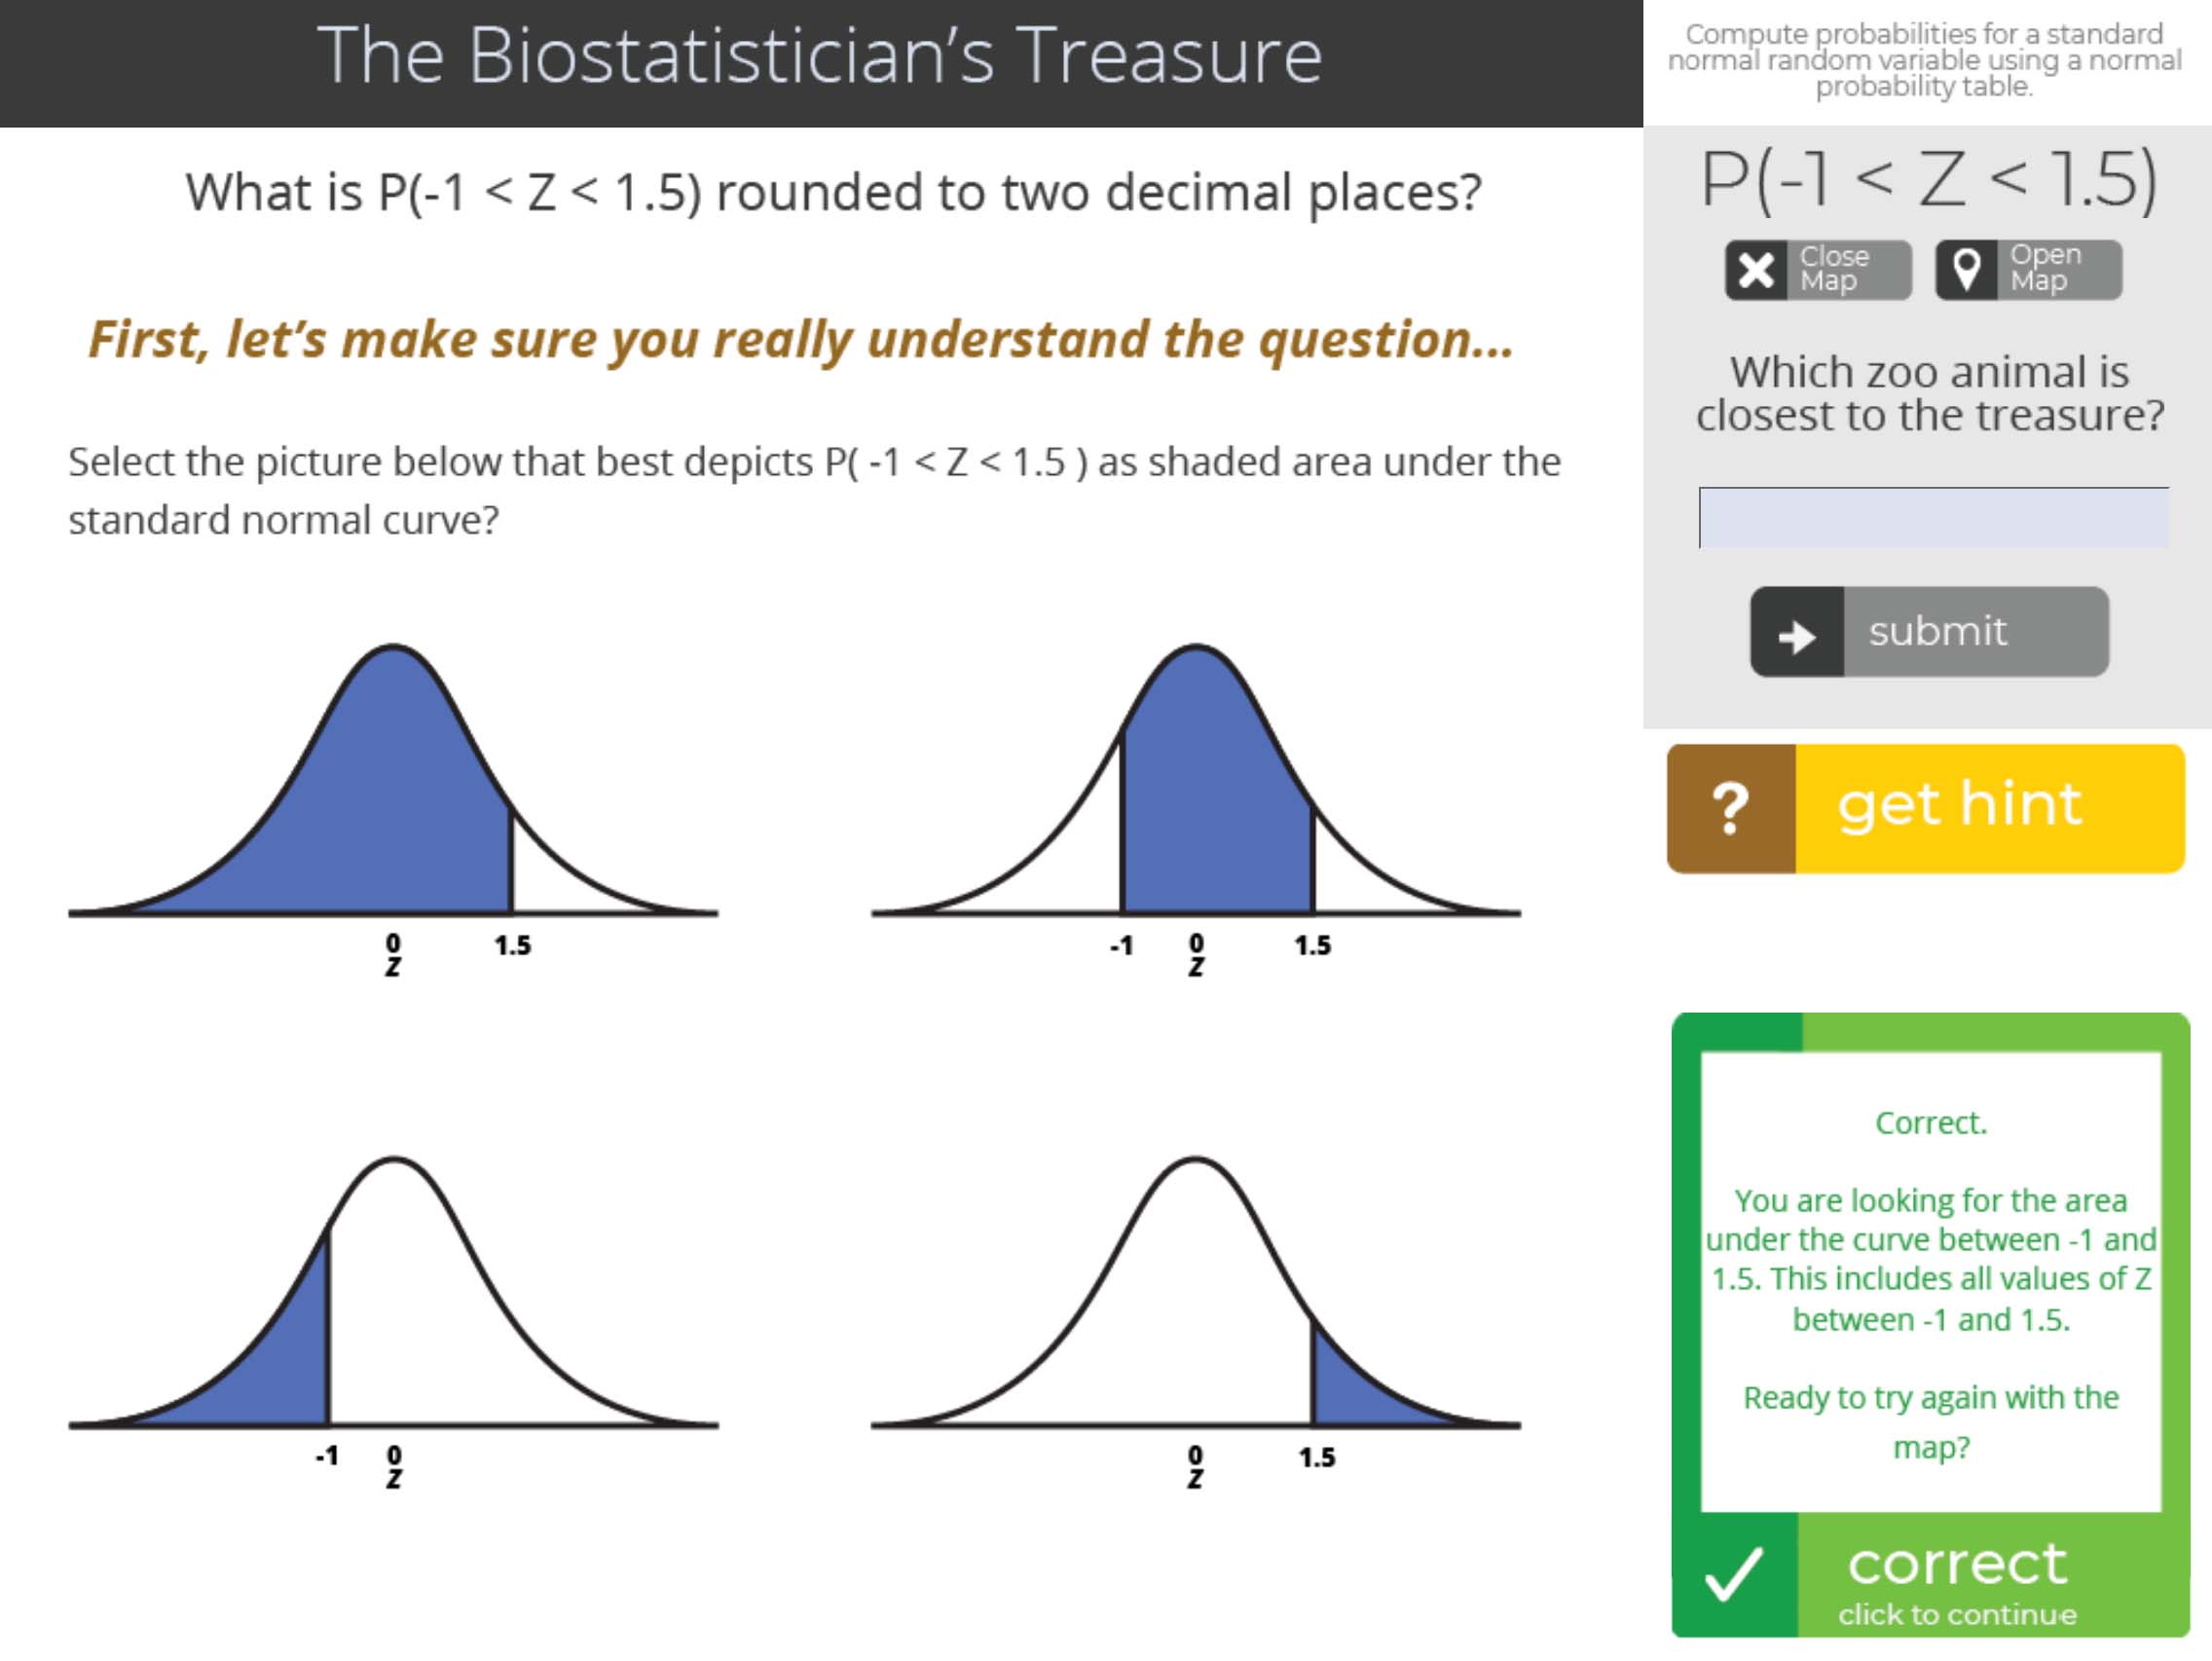 The Biostatistician's Treasure
What is P(-1 < Z < 1.5) rounded to two decimal places?
First, let's make sure you really understand the question...
Select the picture below that best depicts P( -1 < Z < 1.5 ) as shaded area under the
standard normal curve?
0
Z
1.5
-1
0
Z
1.5
-1
0
Z
0
Z
1.5
Compute probabilities for a standard
normal random variable using a normal
probability table.
P(-1 < Z < 1.5)
Close
Map
Open
Map
Which zoo animal is
closest to the treasure?
submit
? get hint
Correct.
You are looking for the area
under the curve between -1 and
1.5. This includes all values of Z
between -1 and 1.5.
Ready to try again with the
map?
correct
click to continue